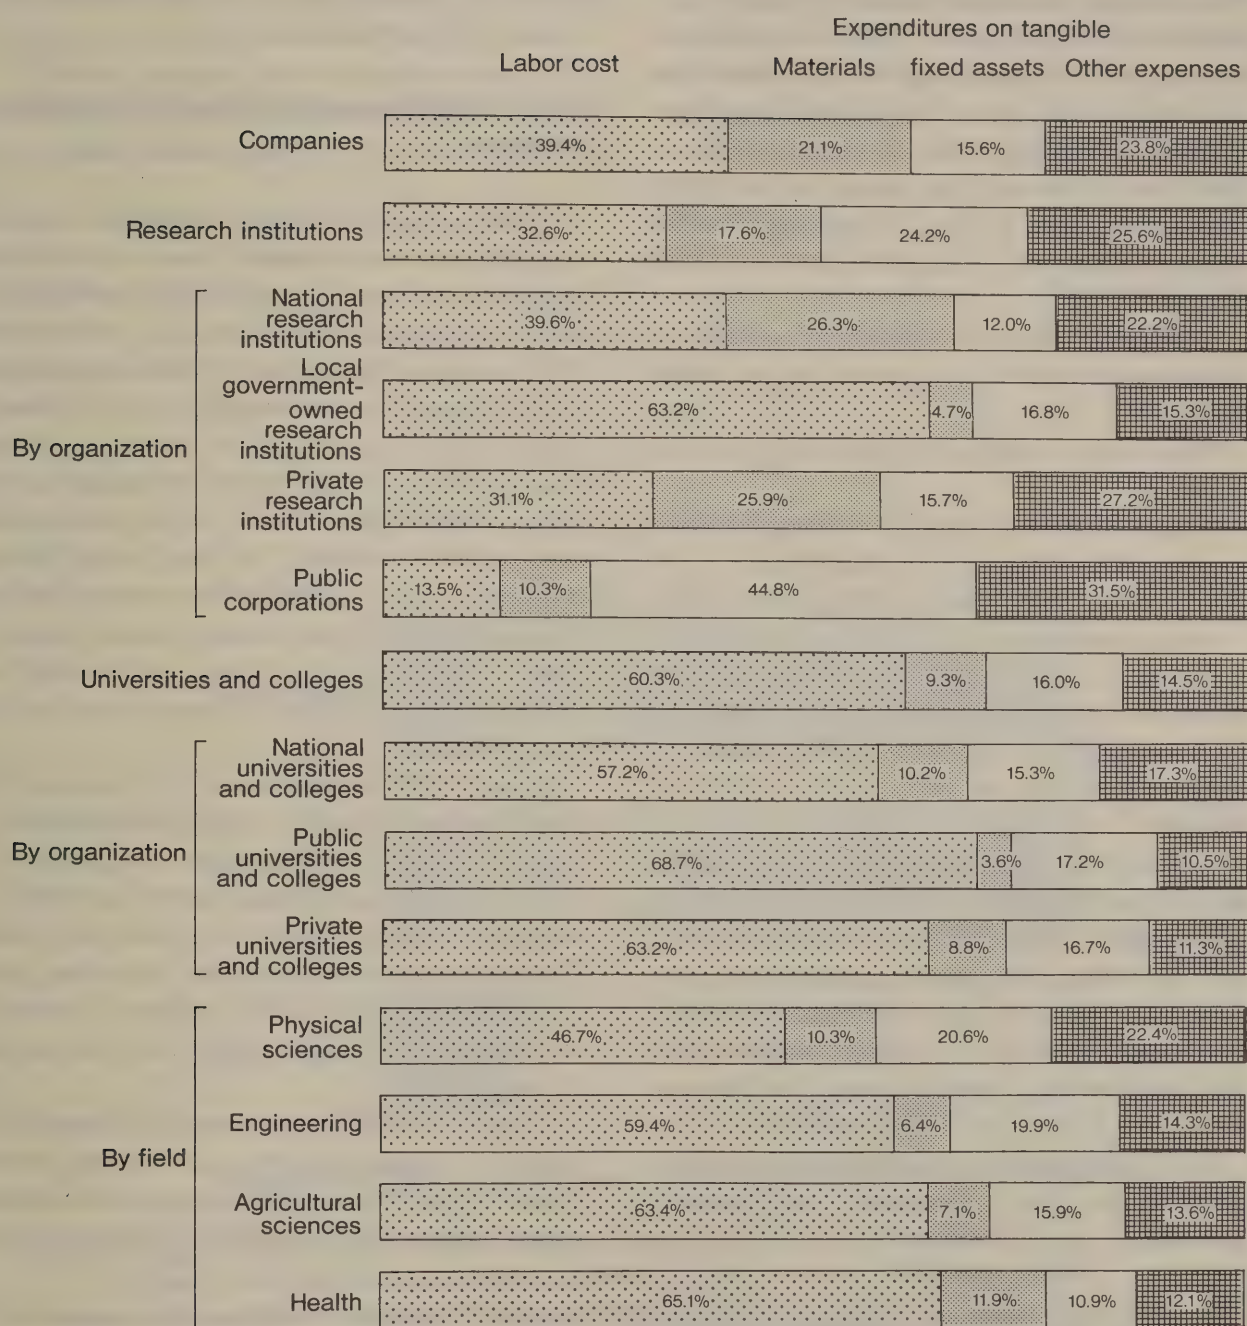 Expenditures on tangible
Labor cost Materials fixed assets Other expenses
Companies 39.4% 21.1% 15.6% 23.8%
Research institutions 32.6% 17.6% 24.2% 25.6%
By organization
National
research
institutions
39.6% 26.3% 12.0% 22.2%
Local
government-
owned
research
institutions
63.2% 4.7% 16.8% 15.3%
Private
research
institutions
31.1% 25.9% 15.7% 27.2%
Public
corporations
13.5% 10.3% 44.8% 31.5%
Universities and colleges 60.3% 9.3% 16.0% 14.5%
By organization
National
universities
and colleges
57.2% 10.2% 15.3% 17.3%
Public
universities
and colleges
68.7% 3.6% 17.2% 10.5%
Private
universities
and colleges
63.2% 8.8% 16.7% 11.3%
By field
Physical
sciences
46.7% 10.3% 20.6% 22.4%
Engineering 59.4% 6.4% 19.9% 14.3%
Agricultural
sciences
63.4% 7.1% 15.9% 13.6%
Health 65.1% 11.9% 10.9% 12.1%